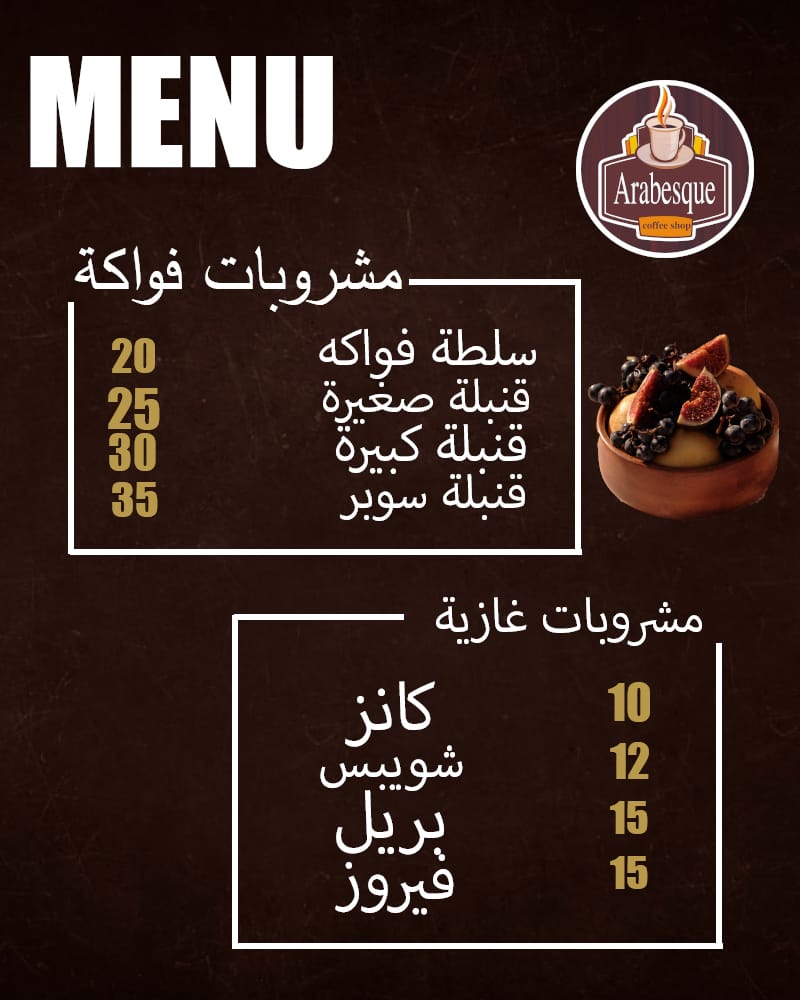 MENU
Arabesque
coffee shop
مشروبات فواكة
سلطة فواكه 20
قنبلة صغيرة 25
قنبلة كبيرة 30
قنبلة سوبر 35
مشروبات غازية
كانز 10
شويبس 12
بريل 15
فيروز 15